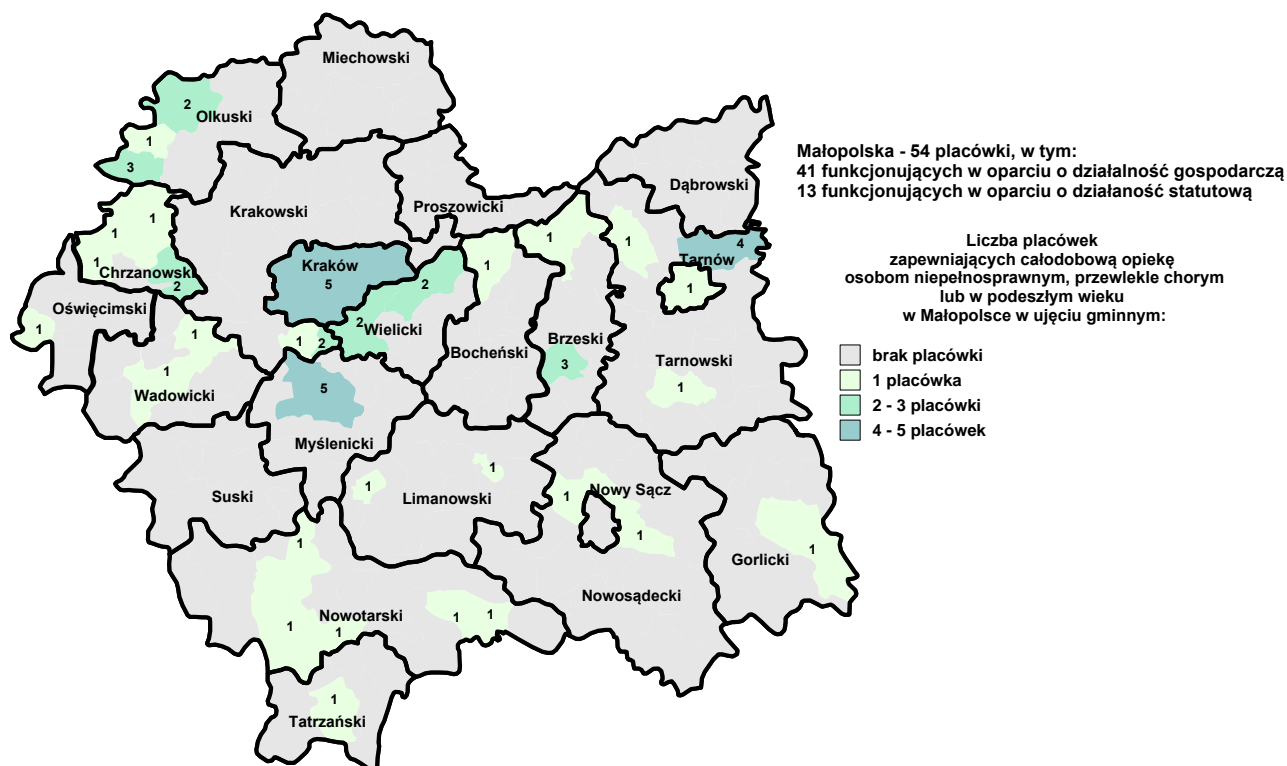 Miechowski
2
Olkuski
1
3
Małopolska - 54 placówki, w tym:
41 funkcjonujących w oparciu o działalność gospodarczą
13 funkcjonujących w oparciu o działaność statutową
Dąbrowski
Proszowicki
Krakowski
1
1
1
Chrzanowski
2
Kraków
5
2
1
1
1
4
Tarnów
1
Liczba placówek
zapewniających całodobową opiekę
osobom niepełnosprawnym, przewlekle chorym
lub w podeszłym wieku
w Małopolsce w ujęciu gminnym:
Oświęcimski
1
1
1
Wadowicki
1
2
2
Wielicki
Bocheński
Brzeski
3
Tarnowski
1
brak placówki
1 placówka
2 - 3 placówki
4 - 5 placówek
5
Myślenicki
Suski
1
1
Limanowski
Nowy Sącz
1
1
Gorlicki
1
Nowosądecki
1
Nowotarski
1
1
1
1
1
Tatrzański